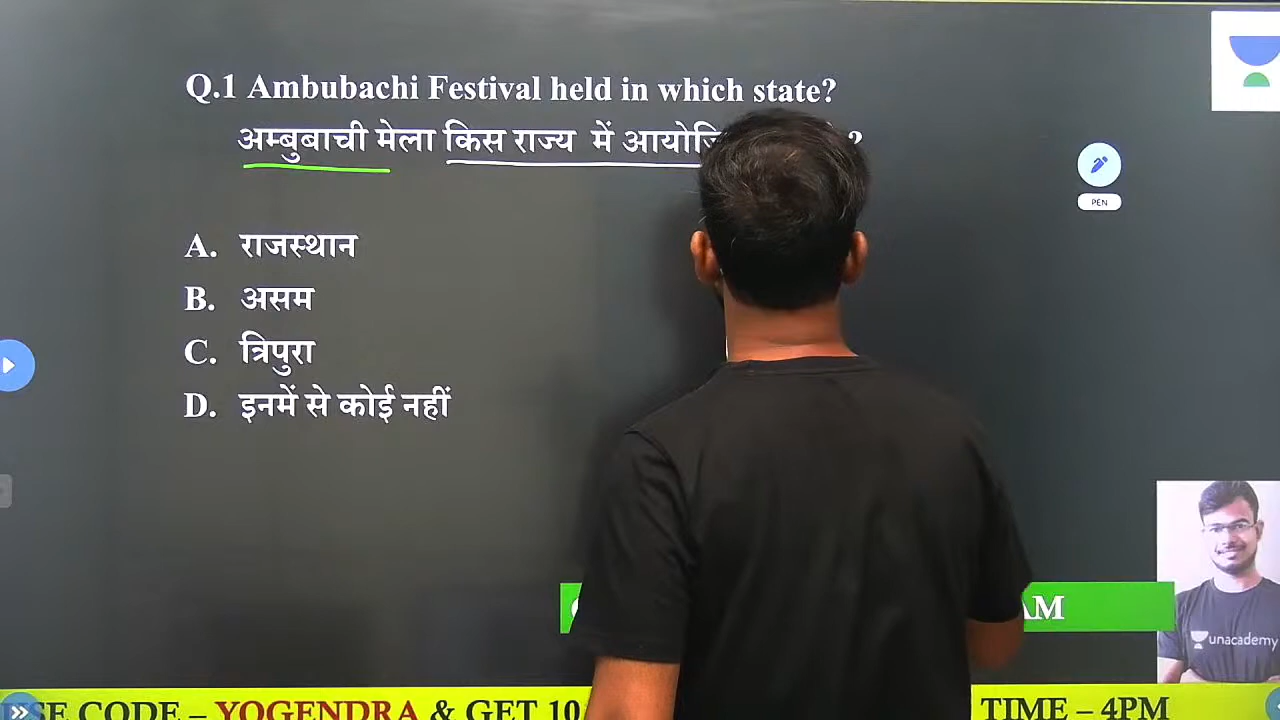 Q.1 Ambubachi Festival held in which state?
अम्बुबाची मेला किस राज्य में ?
PEN
A. राजस्थान
B. असम
C. त्रिपुरा
D. इनमें से कोई नहीं
AM
unacademy
CODE – YOGENDRA & GET 10
TIME – 4PM